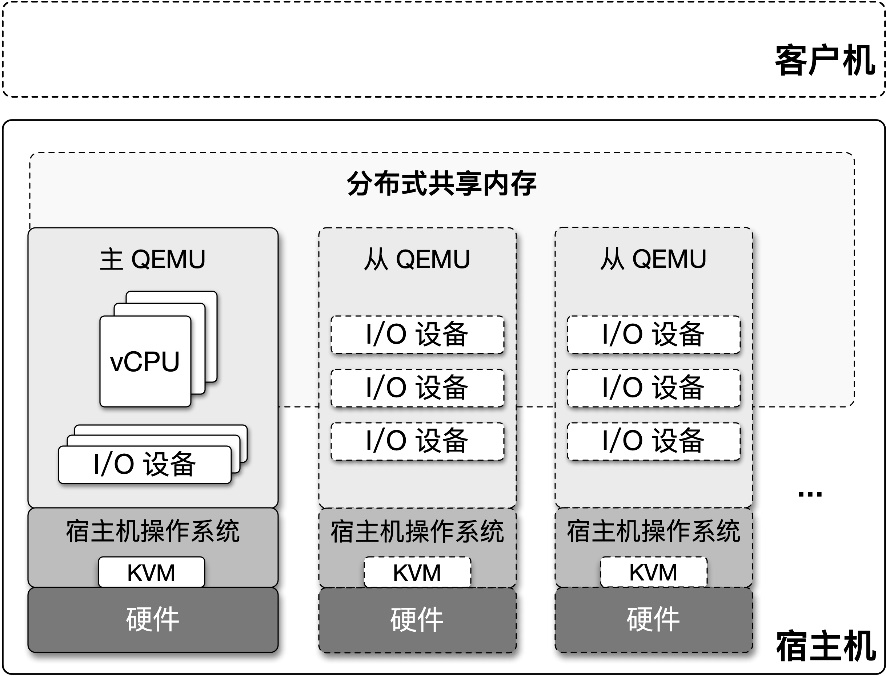 客户机
分布式共享内存
主 QEMU
vCPU
I/O 设备
宿主机操作系统
KVM
硬件
从 QEMU
I/O 设备
I/O 设备
I/O 设备
宿主机操作系统
KVM
硬件
从 QEMU
I/O 设备
I/O 设备
I/O 设备
宿主机操作系统
KVM
硬件
...
宿主机